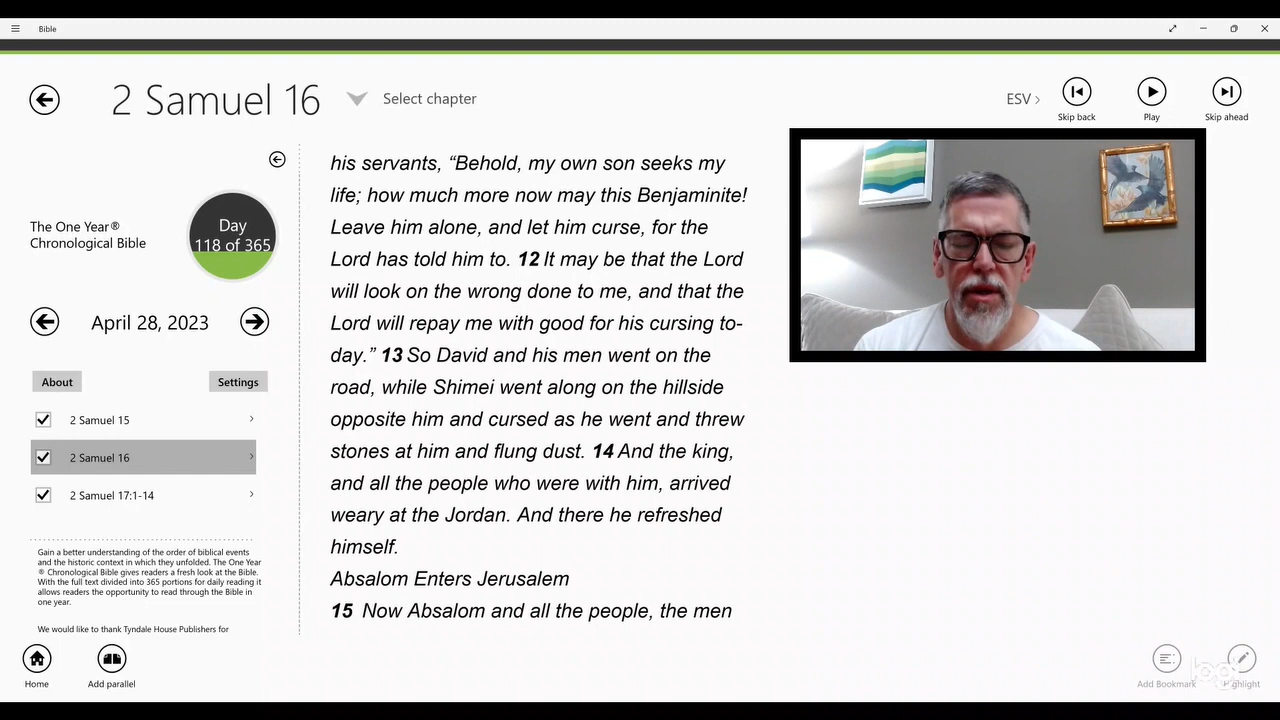 Bible
2 Samuel 16
Select chapter
ESV
Skip back
Play
Skip ahead
The One Year®
Chronological Bible
Day
118 of 365
April 28, 2023
About
Settings
2 Samuel 15
2 Samuel 16
2 Samuel 17:1-14
Gain a better understanding of the order of biblical events
and the historic context in which they unfolded. The One Year
® Chronological Bible gives readers a fresh look at the Bible.
With the full text divided into 365 portions for daily reading it
allows readers the opportunity to read through the Bible in
one year.
We would like to thank Tyndale House Publishers for
his servants, “Behold, my own son seeks my
life; how much more now may this Benjaminite!
Leave him alone, and let him curse, for the
Lord has told him to. 12 It may be that the Lord
will look on the wrong done to me, and that the
Lord will repay me with good for his cursing to-
day.” 13 So David and his men went on the
road, while Shimei went along on the hillside
opposite him and cursed as he went and threw
stones at him and flung dust. 14 And the king,
and all the people who were with him, arrived
weary at the Jordan. And there he refreshed
himself.
Absalom Enters Jerusalem
15 Now Absalom and all the people, the men
Home
Add parallel
Add Bookmark
Highlight
logi